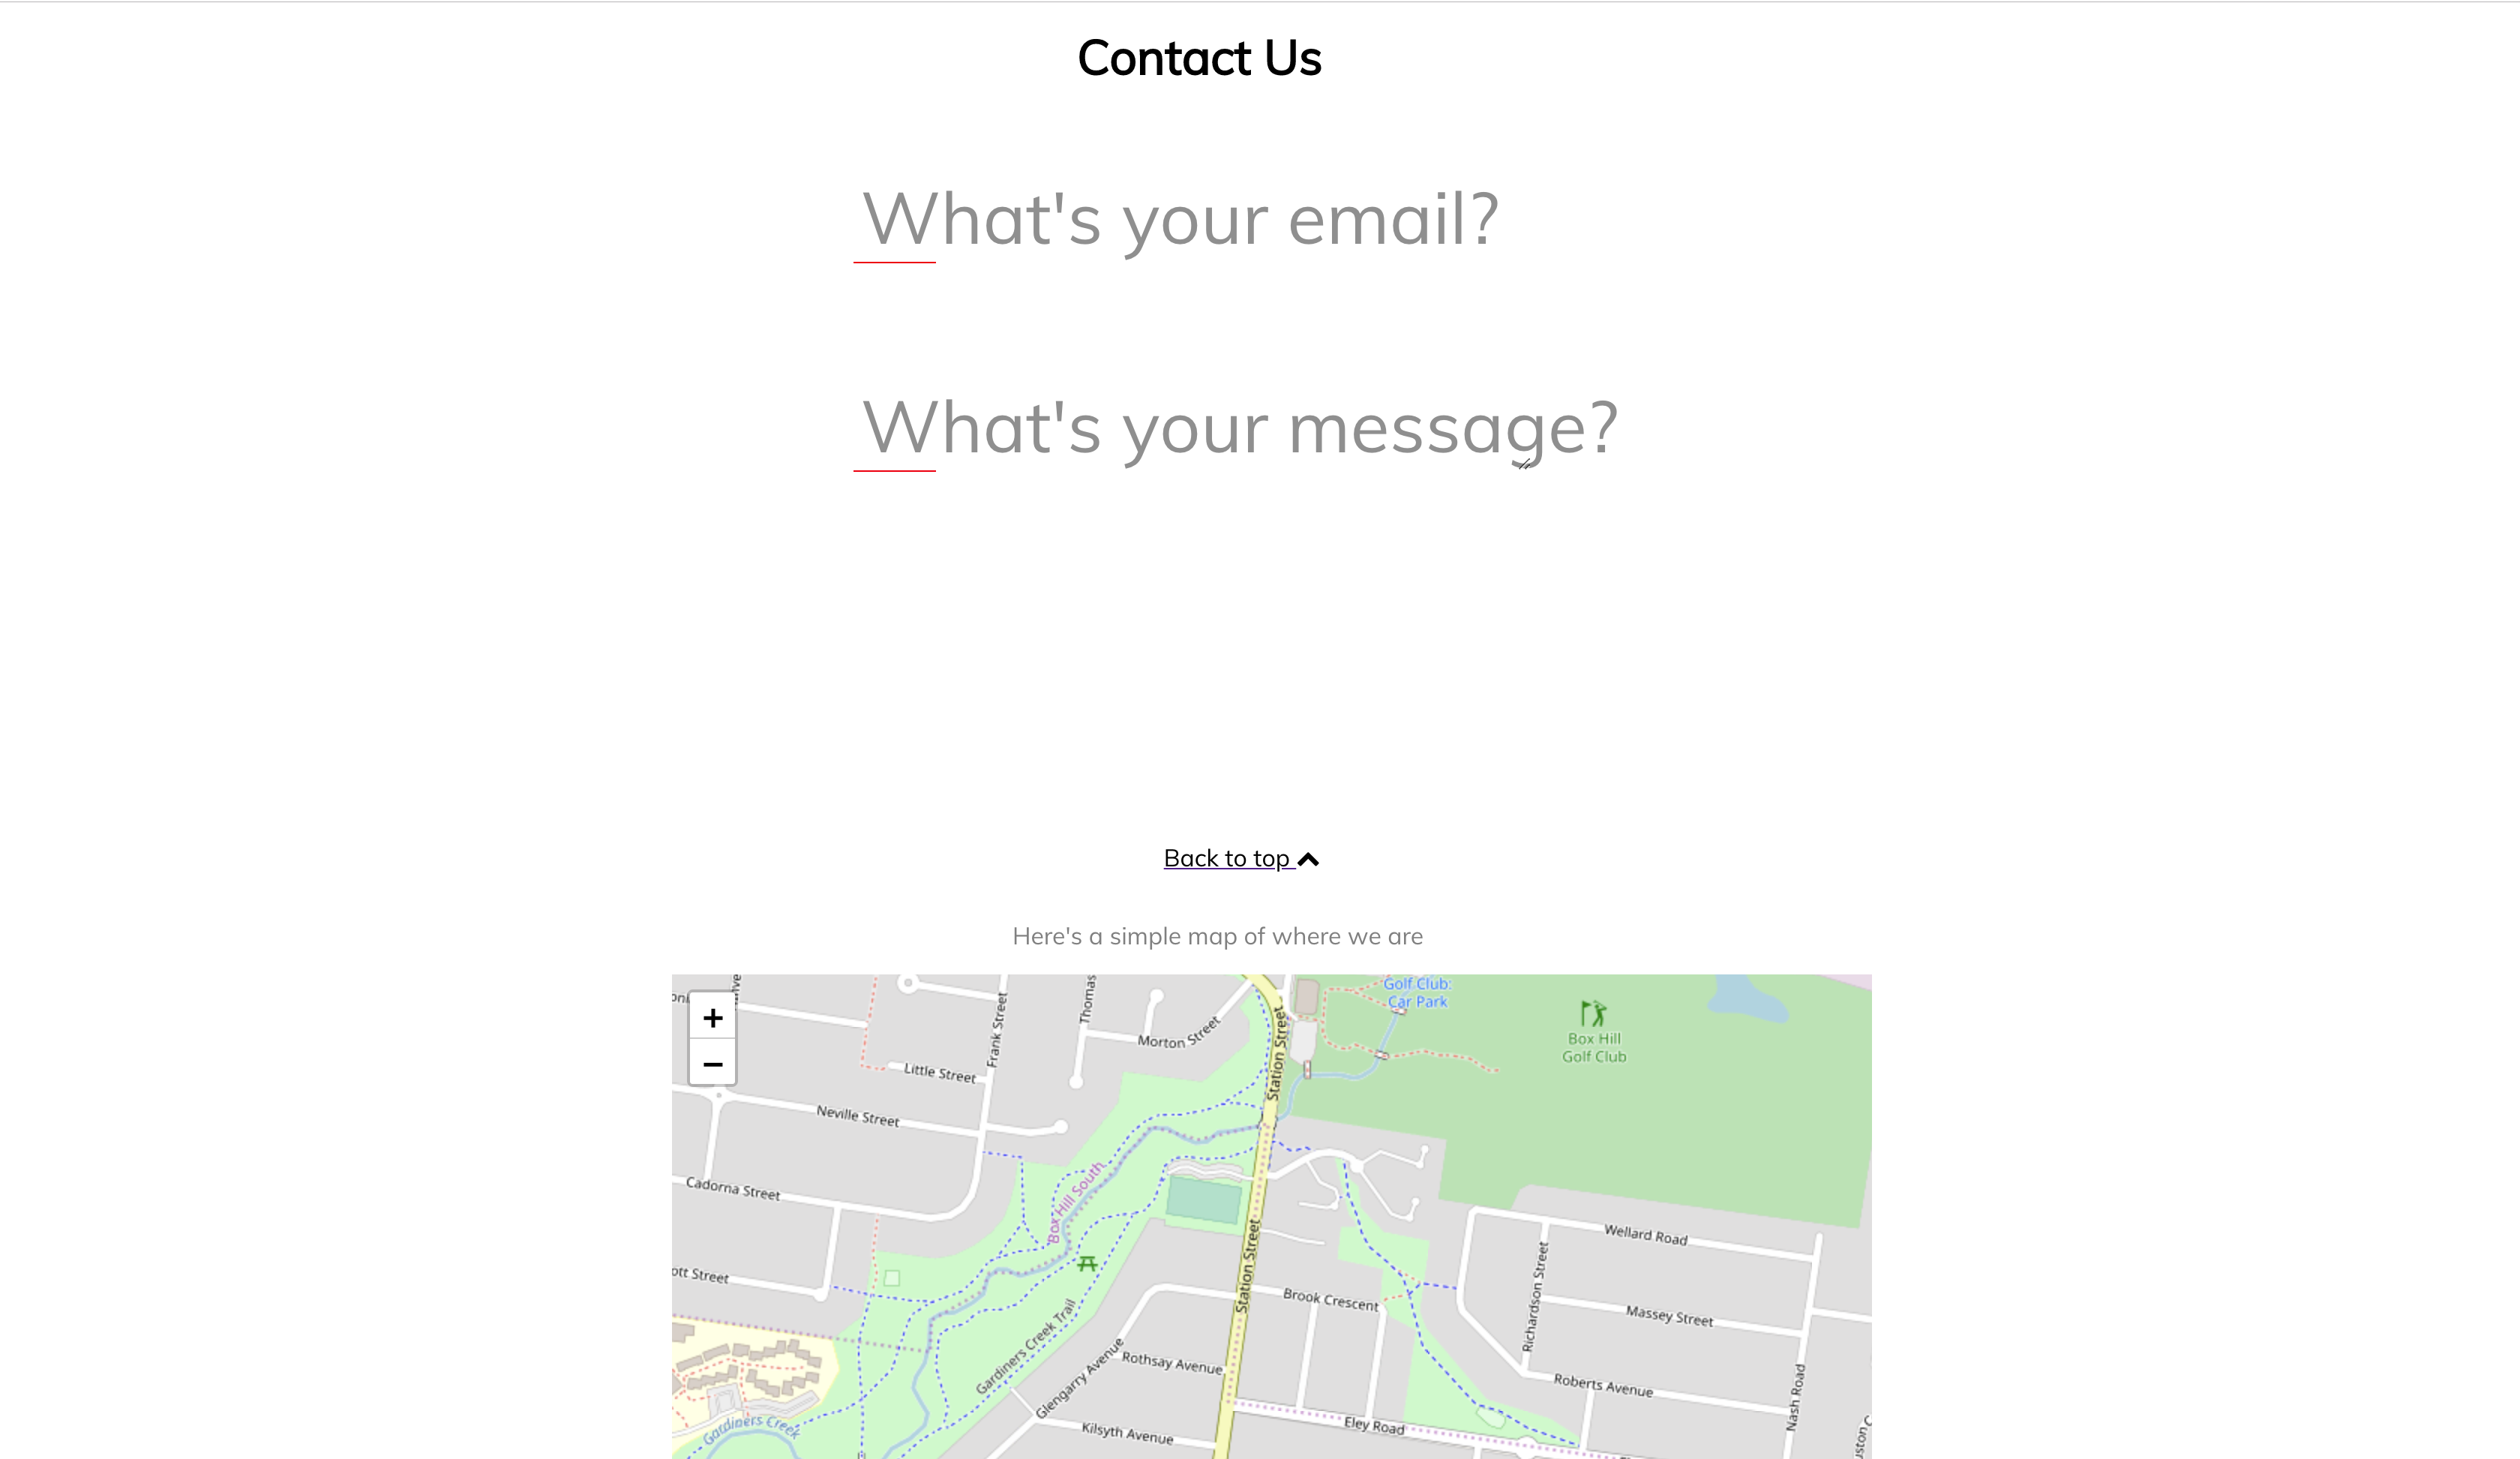 Contact Us
What's your email?
What's your message?
Back to top
Here's a simple map of where we are
+
−
Golf Club:
Car Park
Box Hill
Golf Club
Frank Street
Thomas
Morton Street
Station Street
Little Street
Neville Street
Cadorna Street
Box Hill South
Wellard Road
Station Street
Richardson Street
Brook Crescent
Massey Street
Gardiners Creek Trail
Glengarry Avenue
Rothsay Avenue
Roberts Avenue
Nash Road
Gardiners Creek
Kilsyth Avenue
Eley Road